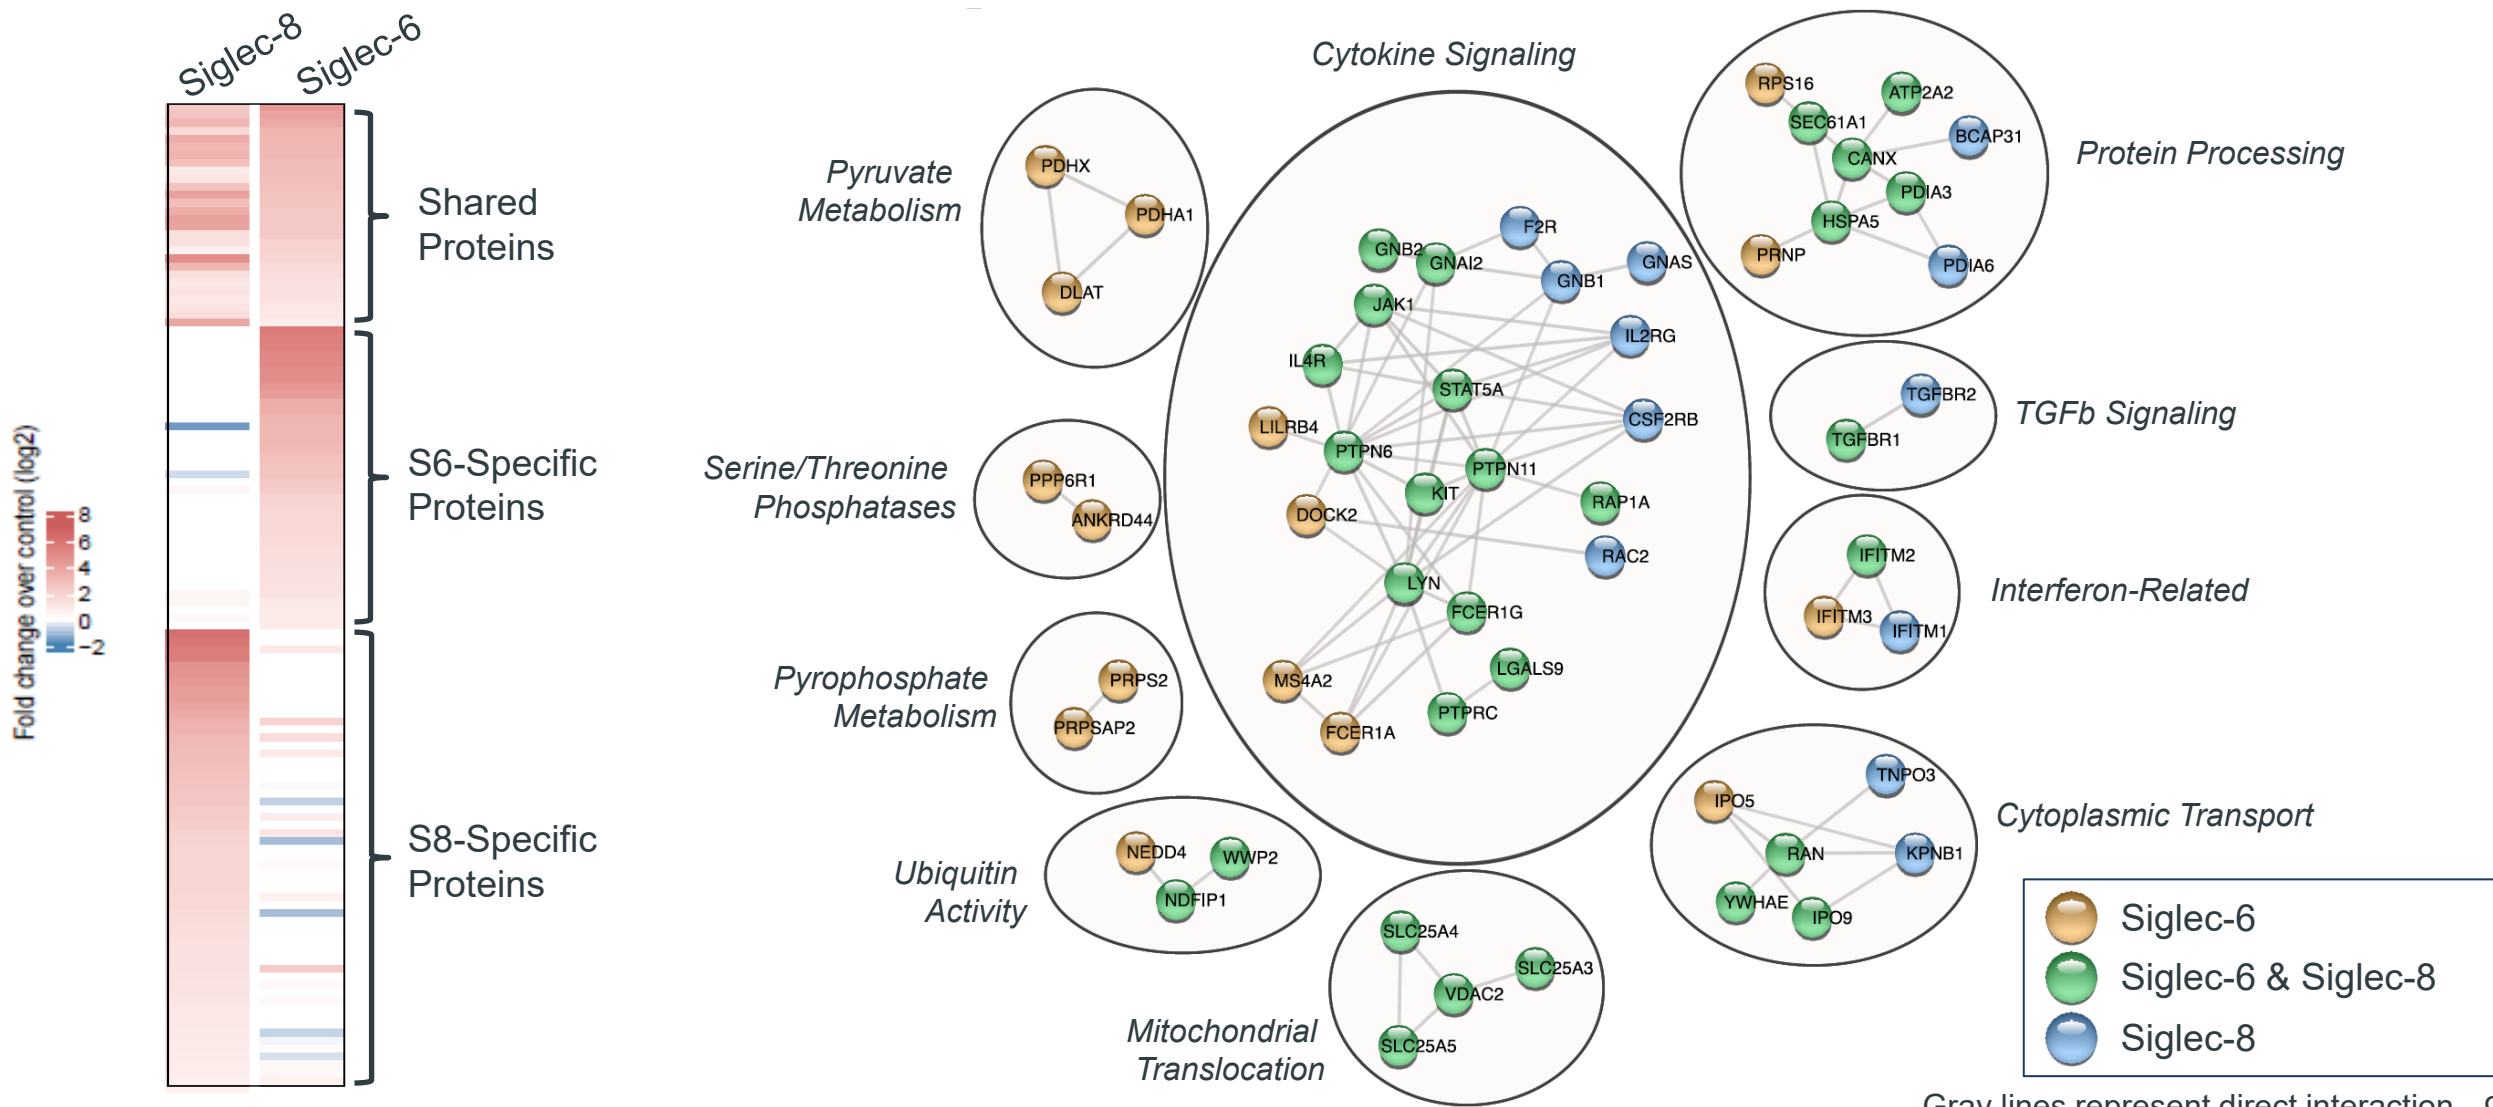 Siglec-8
Siglec-6
Shared
Proteins
S6-Specific
Proteins
S8-Specific
Proteins
Fold change over control (log2)
8
6
4
2
0
−2
Cytokine Signaling
Pyruvate
Metabolism
PDHX
PDHA1
DLAT
Serine/Threonine
Phosphatases
PPP6R1
ANKRD44
Pyrophosphate
Metabolism
PRPS2
PRPSAP2
Ubiquitin
Activity
NEDD4
WWP2
NDFIP1
Mitochondrial
Translocation
SLC25A4
SLC25A3
VDAC2
SLC25A5
F2R
GNB2
GNAI2
GNAS
GNB1
JAK1
IL2RG
IL4R
STAT5A
LILRB4
CSF2RB
PTPN6
PTPN11
KIT
RAP1A
DOCK2
RAC2
LYN
FCER1G
LGALS9
MS4A2
PTPRC
FCER1A
Protein Processing
RPS16
ATP2A2
SEC61A1
BCAP31
CANX
PDIA3
HSPA5
PRNP
PDIA6
TGFb Signaling
TGFBR2
TGFBR1
Interferon-Related
IFITM2
IFITM3
IFITM1
Cytoplasmic Transport
TNPO3
IPO5
RAN
KPNB1
YWHAE
IPO9
Siglec-6
Siglec-6 & Siglec-8
Siglec-8
Gray lines represent direct interaction